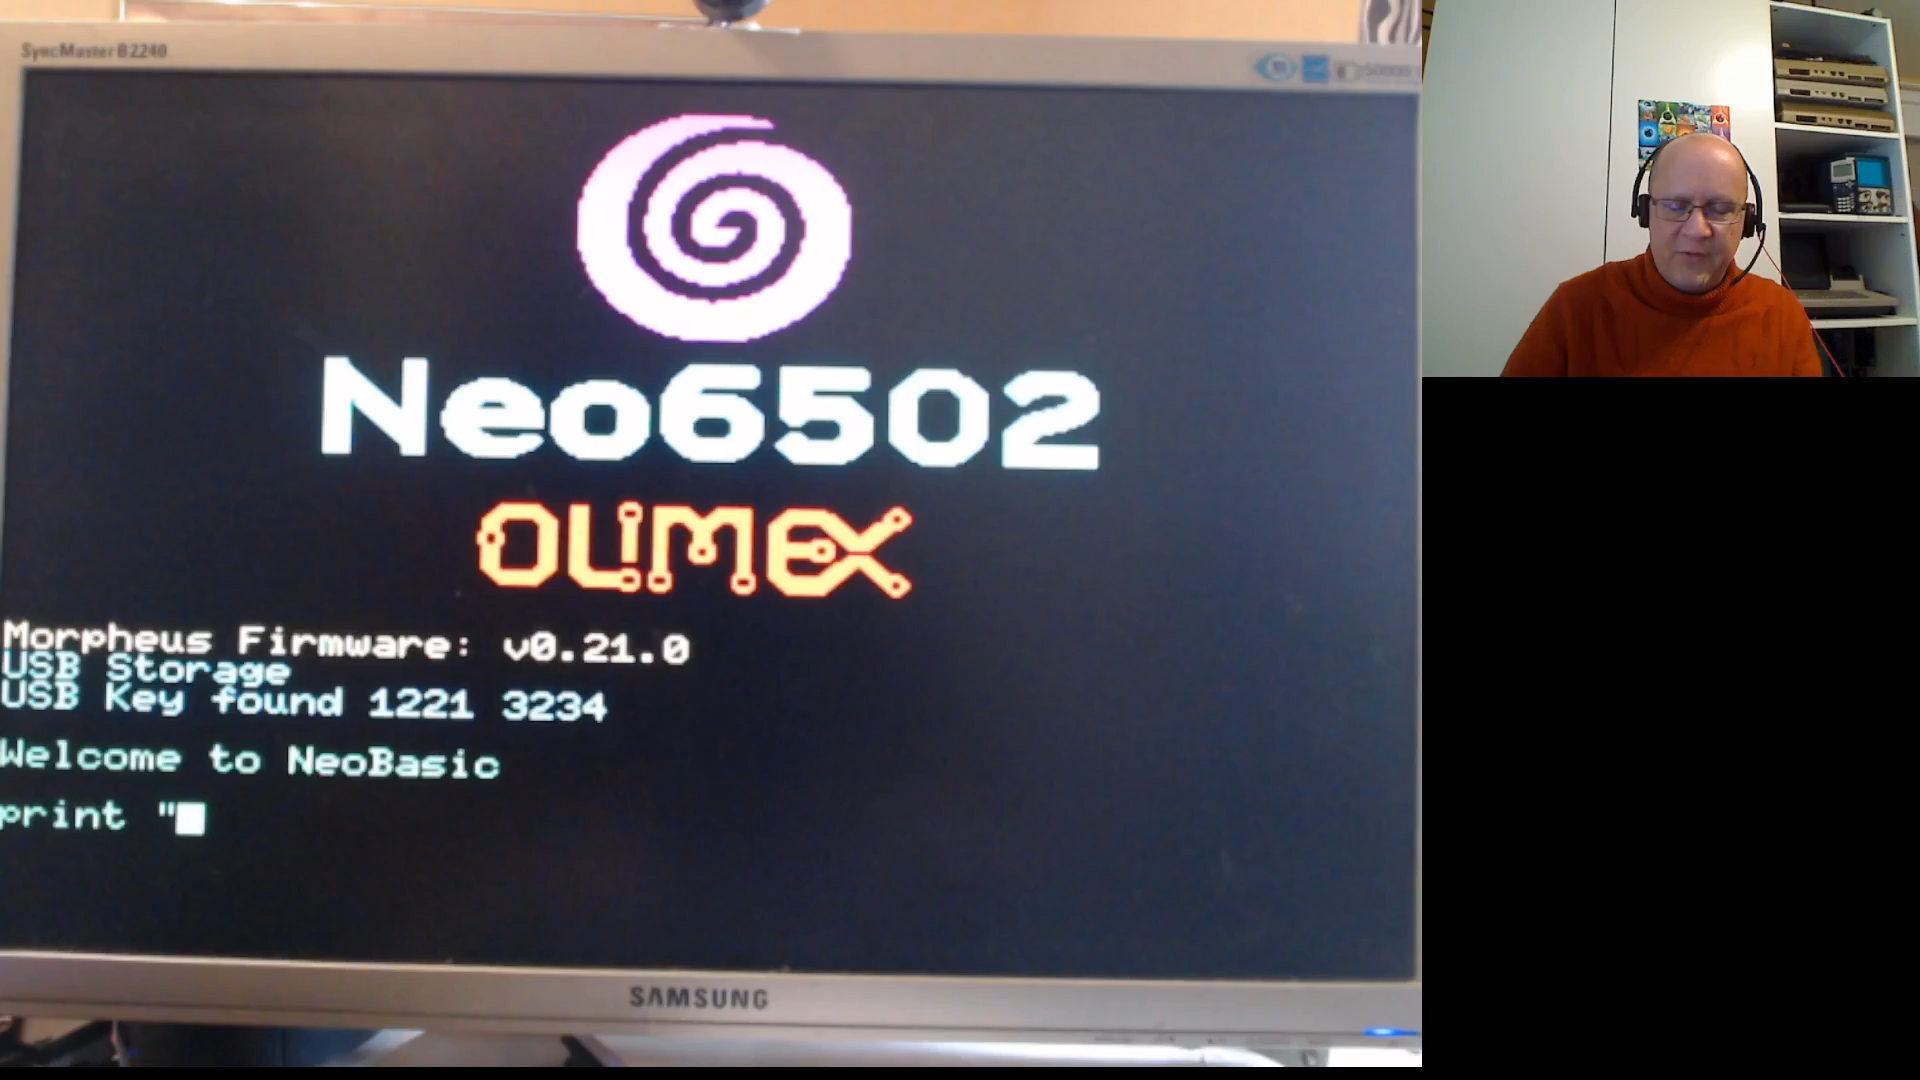 SyncMaster B2240
Neo6502
OLIMEX
Morpheus Firmware: v0.21.0
USB Storage
USB Key found 1221 3234
Welcome to NeoBasic
print "
SAMSUNG